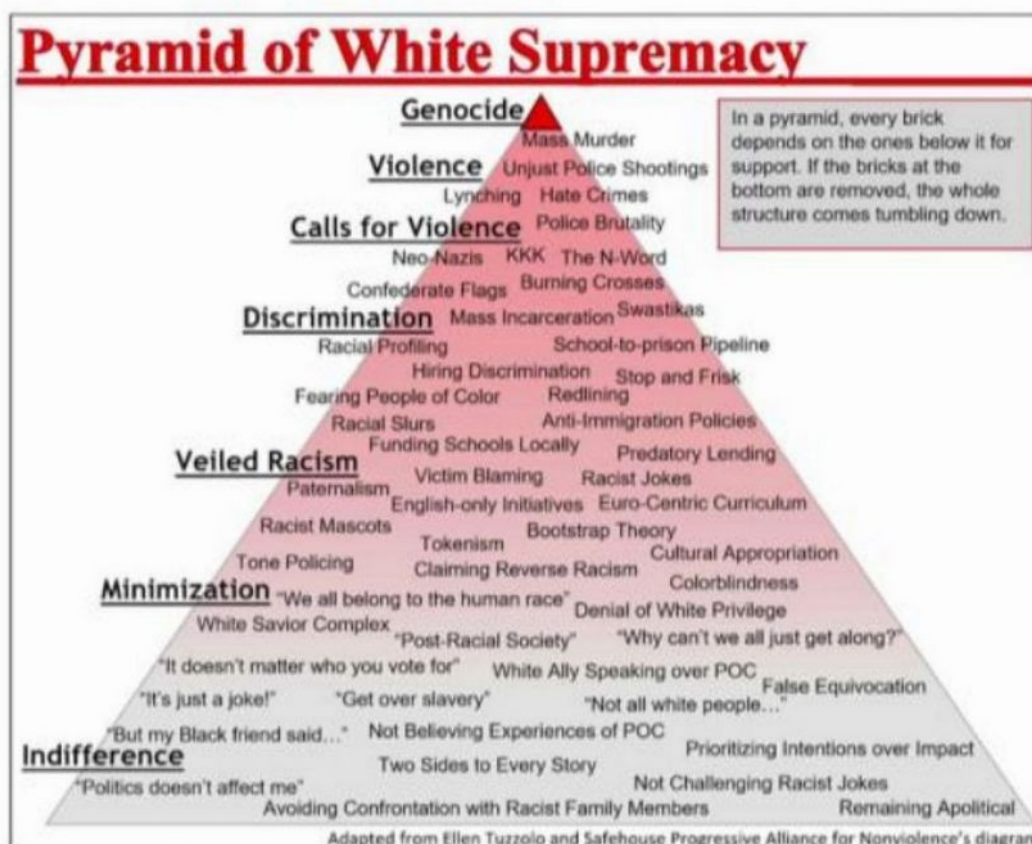 Pyramid of White Supremacy
Genocide
In a pyramid, every brick
depends on the ones below it for
support. If the bricks at the
bottom are removed, the whole
structure comes tumbling down.
Mass Murder
Violence Unjust Police Shootings
Lynching Hate Crimes
Calls for Violence Police Brutality
Neo-Nazis KKK The N-Word
Confederate Flags Burning Crosses
Discrimination Mass Incarceration Swastikas
Racial Profiling School-to-prison Pipeline
Hiring Discrimination Stop and Frisk
Fearing People of Color Redlining
Racial Slurs Anti-Immigration Policies
Funding Schools Locally Predatory Lending
Veiled Racism Victim Blaming Racist Jokes
Paternalism English-only Initiatives Euro-Centric Curriculum
Racist Mascots Bootstrap Theory
Tokenism Cultural Appropriation
Tone Policing Claiming Reverse Racism Colorblindness
Minimization "We all belong to the human race" Denial of White Privilege
White Savior Complex "Post-Racial Society" "Why can't we all just get along?"
"It doesn't matter who you vote for" White Ally Speaking over POC
False Equivocation
"It's just a joke!" "Get over slavery" "Not all white people..."
"But my Black friend said..." Not Believing Experiences of POC
Prioritizing Intentions over Impact
Indifference Two Sides to Every Story
"Politics doesn't affect me" Not Challenging Racist Jokes
Avoiding Confrontation with Racist Family Members Remaining Apolitical
Adapted from Ellen Tuzzolo and Safehouse Progressive Alliance for Nonviolence's